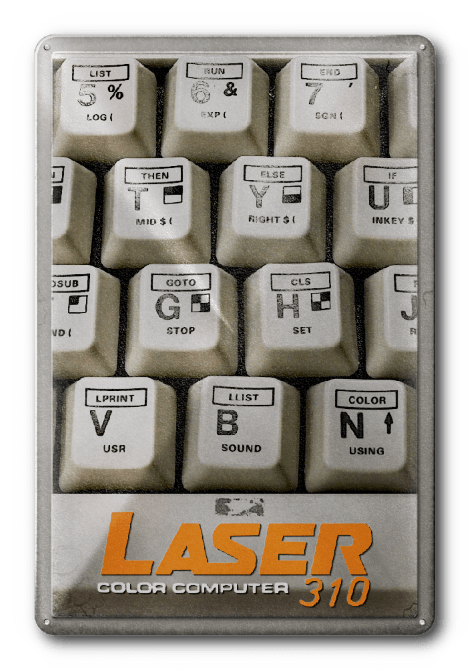 LIST RUN END
5 % 6 & 7 '
LOG ( EXP ( SGN (
THEN ELSE IF
T Y U
MID $ ( RIGHT $ ( INKEY $
OSUB GOTO CLS
G H J
ND ( STOP SET R
LPRINT LLIST COLOR
V B N ↑
USR SOUND USING
LASER
COLOR COMPUTER 310